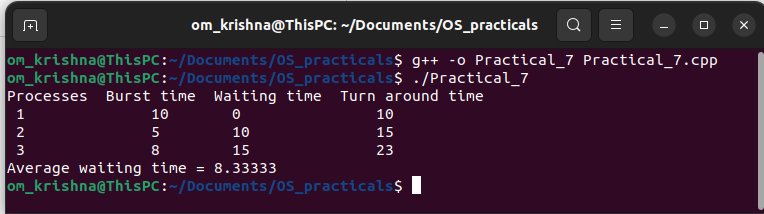 om_krishna@ThisPC: ~/Documents/OS_practicals
om_krishna@ThisPC:~/Documents/OS_practicals$ g++ -o Practical_7 Practical_7.cpp
om_krishna@ThisPC:~/Documents/OS_practicals$ ./Practical_7
Processes  Burst time  Waiting time  Turn around time
1 10 0 10
2 5 10 15
3 8 15 23
Average waiting time = 8.33333
om_krishna@ThisPC:~/Documents/OS_practicals$